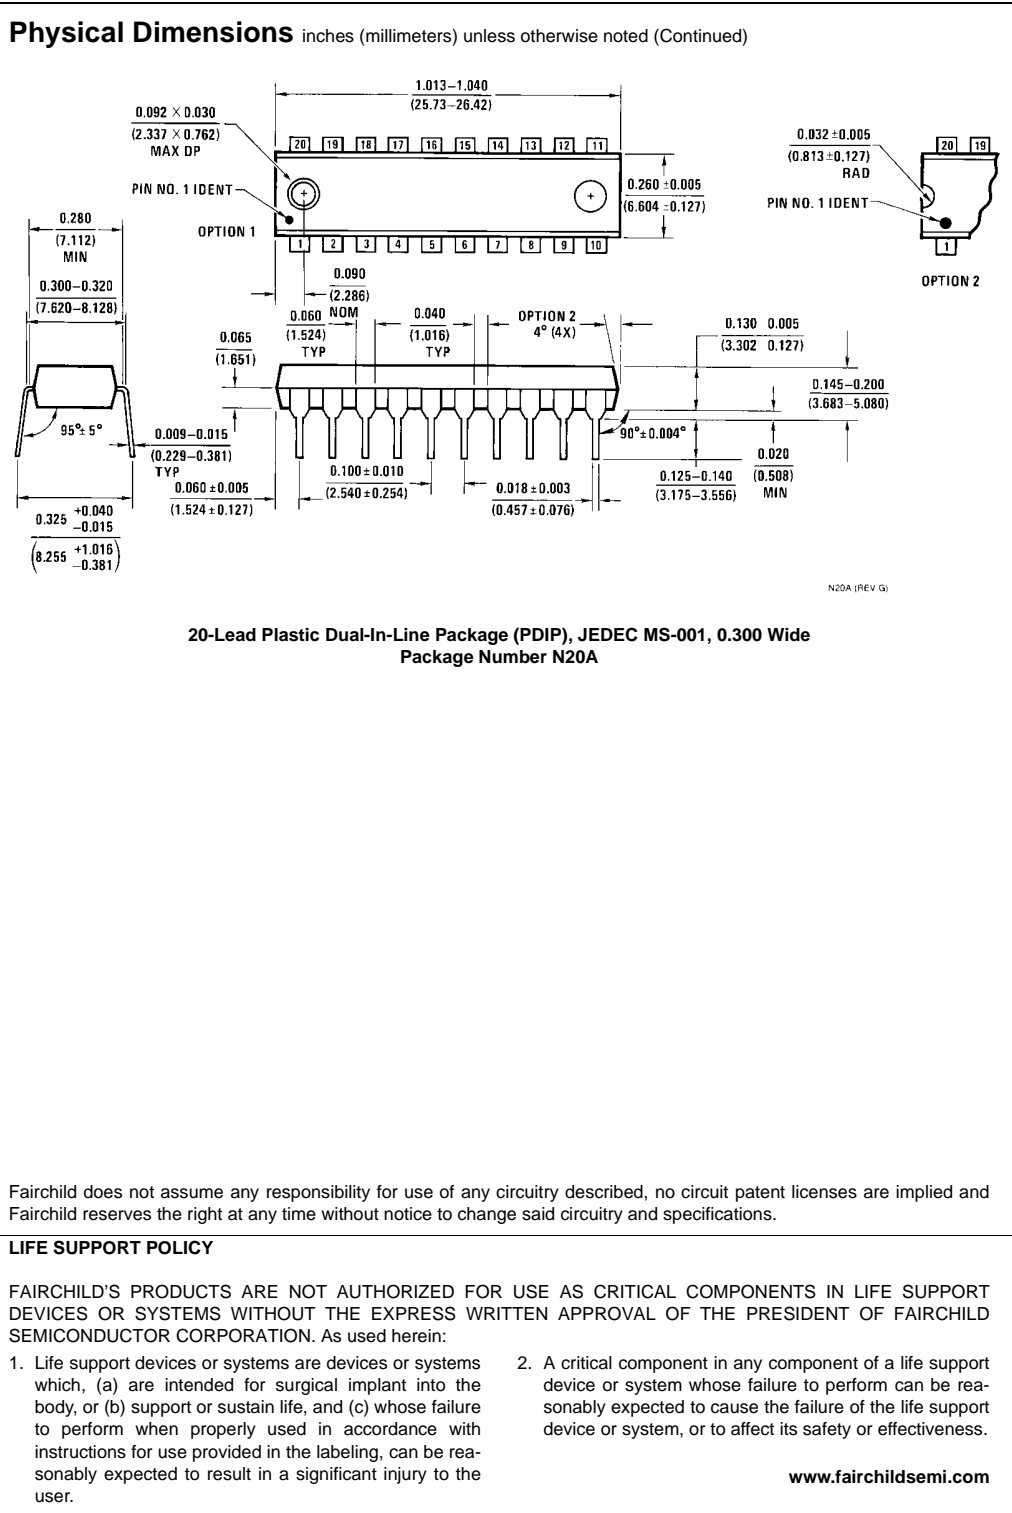 Physical Dimensions inches (millimeters) unless otherwise noted (Continued)
1.013–1.040
(25.73–26.42)
0.092 × 0.030
(2.337 × 0.762)
MAX DP
20 19 18 17 16 15 14 13 12 11
0.032 ±0.005
(0.813 ±0.127)
RAD
20 19
PIN NO. 1 IDENT
0.260 ±0.005
(6.604 ±0.127)
PIN NO. 1 IDENT
OPTION 1
1 2 3 4 5 6 7 8 9 10
1
OPTION 2
0.280
(7.112)
MIN
0.090
(2.286)
NOM
0.300–0.320
(7.620–8.128)
0.060
(1.524)
TYP
0.040
(1.016)
TYP
OPTION 2
4° (4X)
0.130 0.005
(3.302 0.127)
0.065
(1.651)
0.145–0.200
(3.683–5.080)
95°± 5°
90°±0.004°
0.009–0.015
(0.229–0.381)
TYP
0.100 ±0.010
(2.540 ±0.254)
0.020
(0.508)
MIN
0.125–0.140
(3.175–3.556)
0.060 ±0.005
(1.524 ±0.127)
0.018 ±0.003
(0.457 ±0.076)
0.325 +0.040
−0.015
(8.255 +1.016
−0.381)
N20A (REV G)
20-Lead Plastic Dual-In-Line Package (PDIP), JEDEC MS-001, 0.300 Wide
Package Number N20A
Fairchild does not assume any responsibility for use of any circuitry described, no circuit patent licenses are implied and
Fairchild reserves the right at any time without notice to change said circuitry and specifications.
LIFE SUPPORT POLICY
FAIRCHILD'S PRODUCTS ARE NOT AUTHORIZED FOR USE AS CRITICAL COMPONENTS IN LIFE SUPPORT
DEVICES OR SYSTEMS WITHOUT THE EXPRESS WRITTEN APPROVAL OF THE PRESIDENT OF FAIRCHILD
SEMICONDUCTOR CORPORATION. As used herein:
1. Life support devices or systems are devices or systems
which, (a) are intended for surgical implant into the
body, or (b) support or sustain life, and (c) whose failure
to perform when properly used in accordance with
instructions for use provided in the labeling, can be rea-
sonably expected to result in a significant injury to the
user.
2. A critical component in any component of a life support
device or system whose failure to perform can be rea-
sonably expected to cause the failure of the life support
device or system, or to affect its safety or effectiveness.
www.fairchildsemi.com